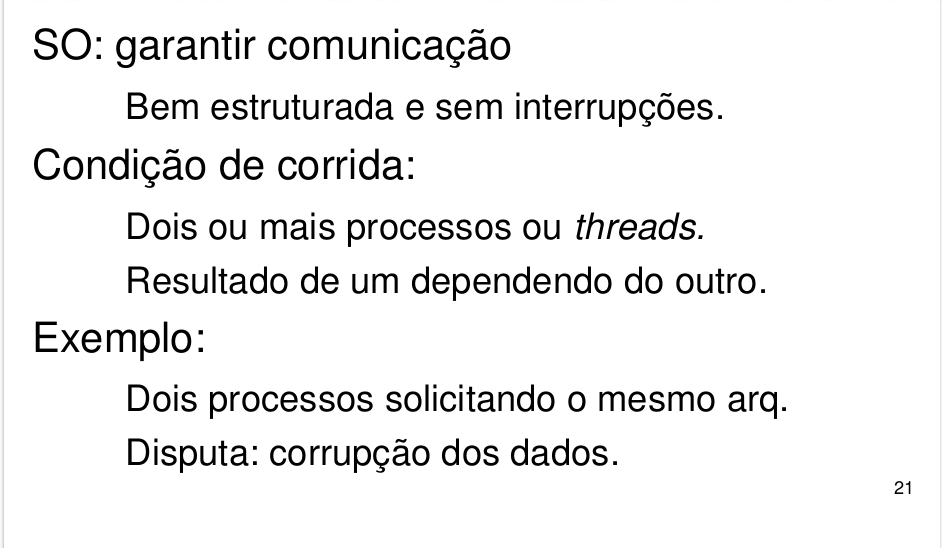 SO: garantir comunicação
Bem estruturada e sem interrupções.
Condição de corrida:
Dois ou mais processos ou threads.
Resultado de um dependendo do outro.
Exemplo:
Dois processos solicitando o mesmo arq.
Disputa: corrupção dos dados.
21